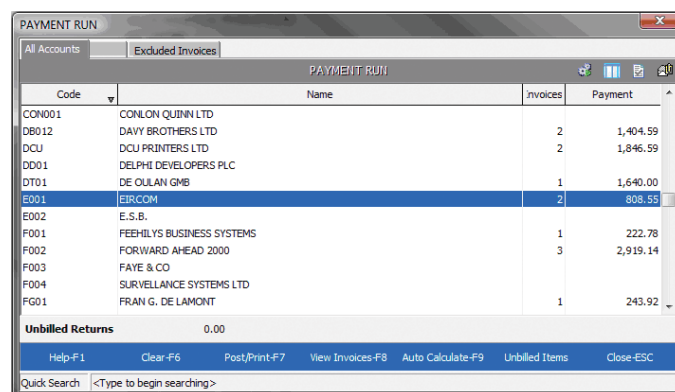 PAYMENT RUN
All Accounts Excluded Invoices
PAYMENT RUN
Code Name Invoices Payment
CON001 CONLON QUINN LTD
DB012 DAVY BROTHERS LTD 2 1,404.59
DCU DCU PRINTERS LTD 2 1,846.59
DD01 DELPHI DEVELOPERS PLC
DT01 DE OULAN GMB 1 1,640.00
E001 EIRCOM 2 808.55
E002 E.S.B.
F001 FEEHILYS BUSINESS SYSTEMS 1 222.78
F002 FORWARD AHEAD 2000 3 2,919.14
F003 FAYE & CO
F004 SURVELLANCE SYSTEMS LTD
FG01 FRAN G. DE LAMONT 1 243.92
Unbilled Returns 0.00
Help-F1 Clear-F6 Post/Print-F7 View Invoices-F8 Auto Calculate-F9 Unbilled Items Close-ESC
Quick Search <Type to begin searching>